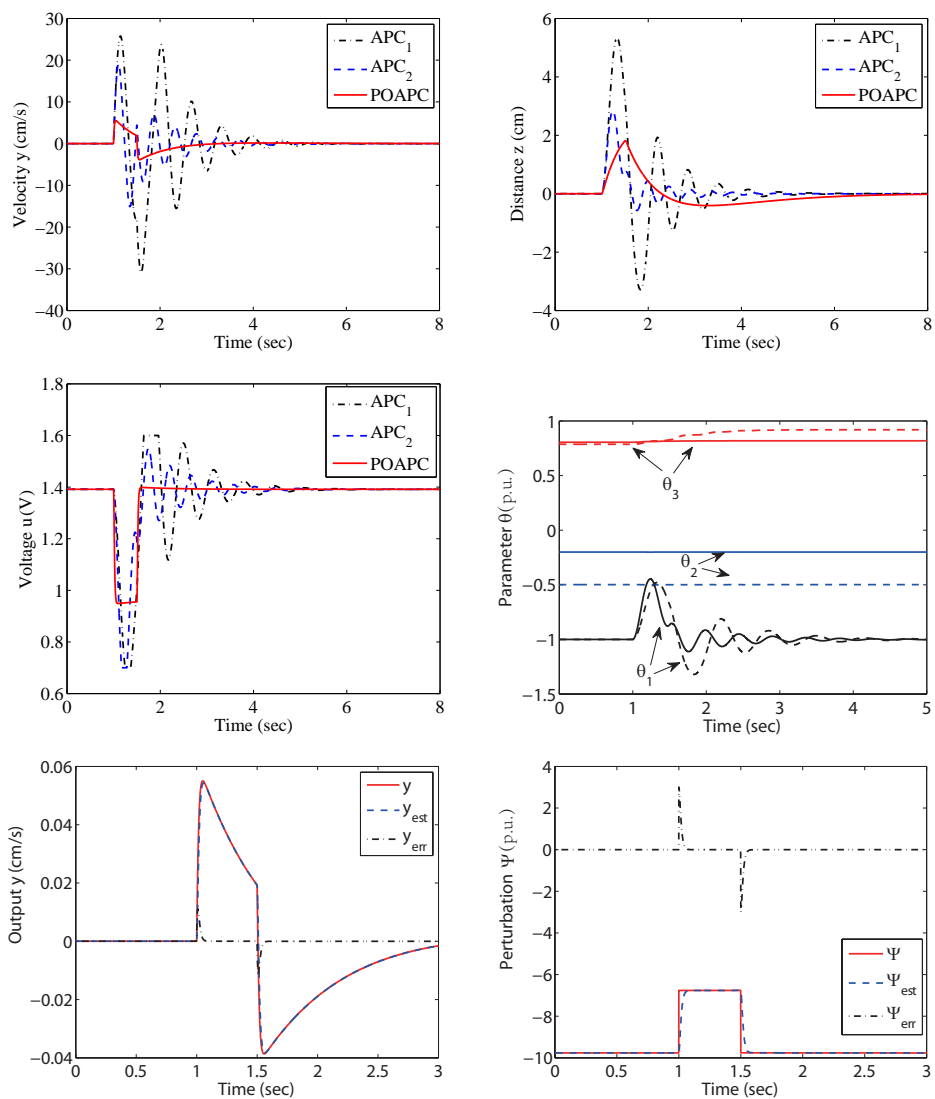 Velocity y (cm/s)
30
20
10
0
−10
−20
−30
−40
0
2
4
6
8
Time (sec)
APC1
APC2
POAPC
Distance z (cm)
6
4
2
0
−2
−4
0
2
4
6
8
Time (sec)
APC1
APC2
POAPC
Voltage u(V)
1.8
1.6
1.4
1.2
1
0.8
0.6
0
2
4
6
8
Time (sec)
APC1
APC2
POAPC
Parameter θ(p.u.)
1
0.5
0
−0.5
−1
−1.5
0
1
2
3
4
5
Time (sec)
θ3
θ2
θ1
Output y (cm/s)
0.06
0.04
0.02
0
−0.02
−0.04
0
0.5
1
1.5
2
2.5
3
Time (sec)
y
yest
yerr
Perturbation Ψ(p.u.)
4
2
0
−2
−4
−6
−8
−10
0
0.5
1
1.5
2
2.5
3
Time (sec)
Ψ
Ψest
Ψerr